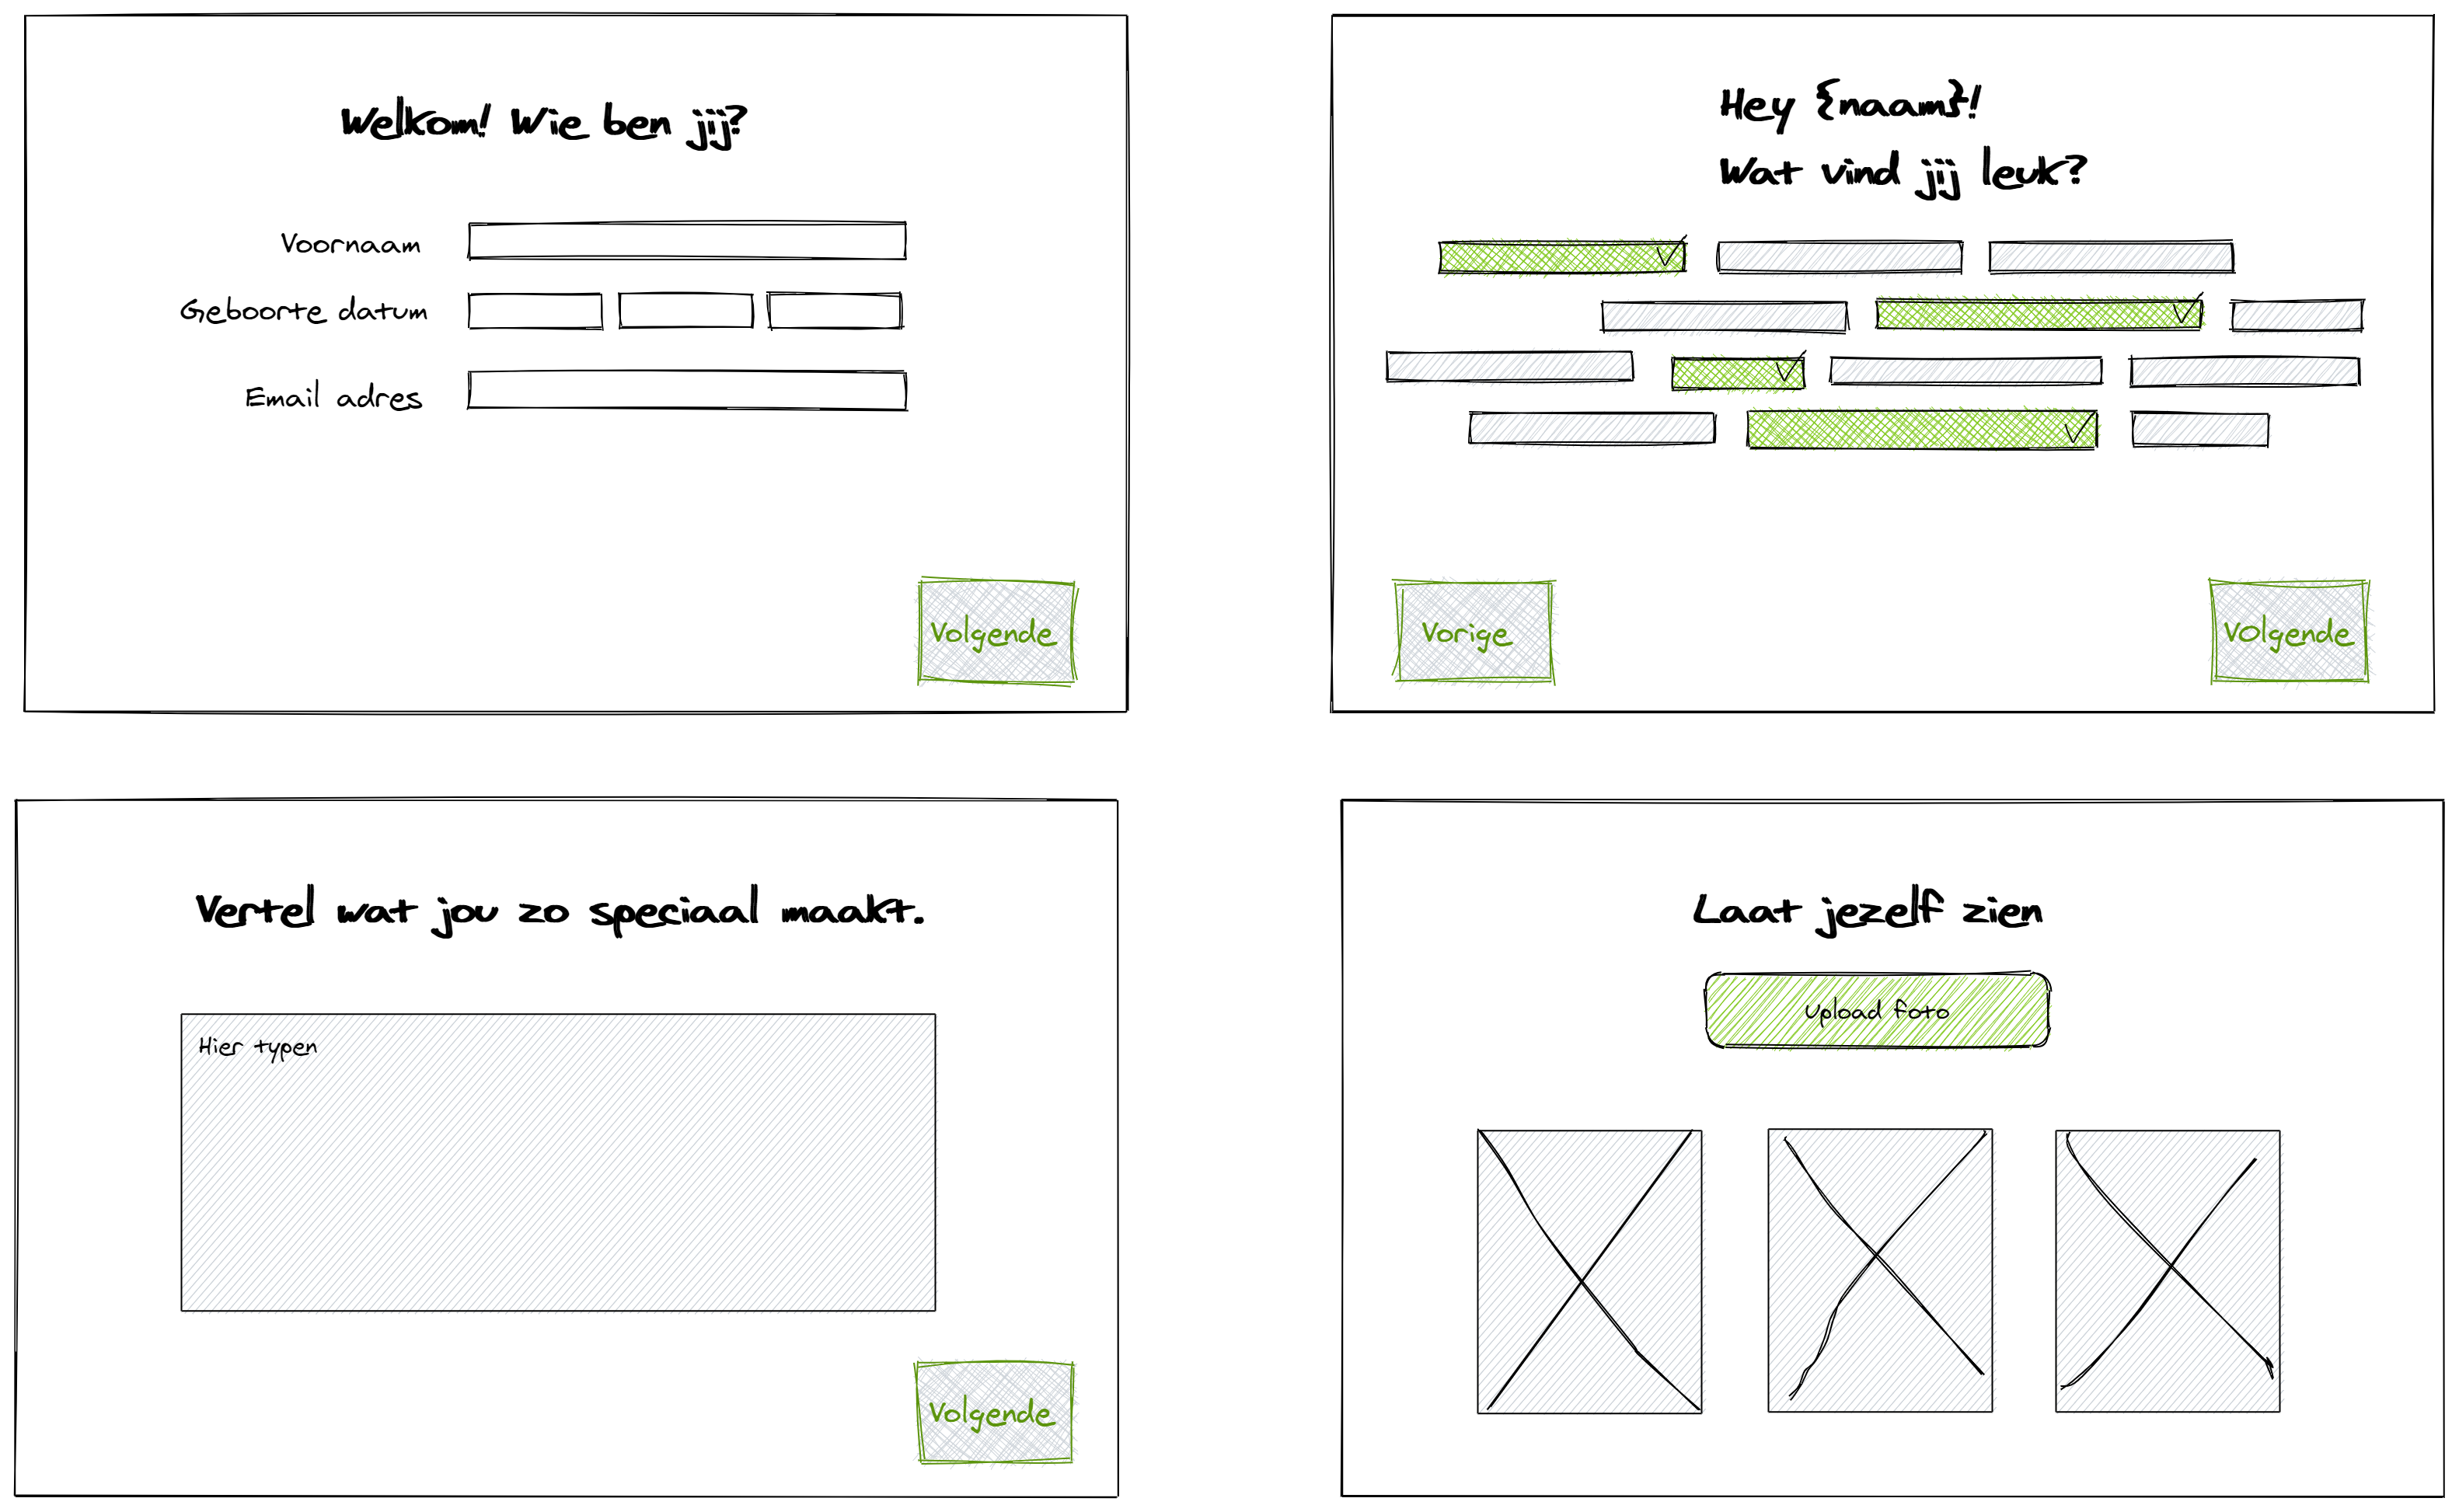 Welkom! Wie ben jij?
Voornaam
Geboorte datum
Email adres
Volgende
Hey {naam}!
Wat vind jij leuk?
Vorige
Volgende
Vertel wat jou zo speciaal maakt.
Hier typen
Volgende
Laat jezelf zien
Upload foto